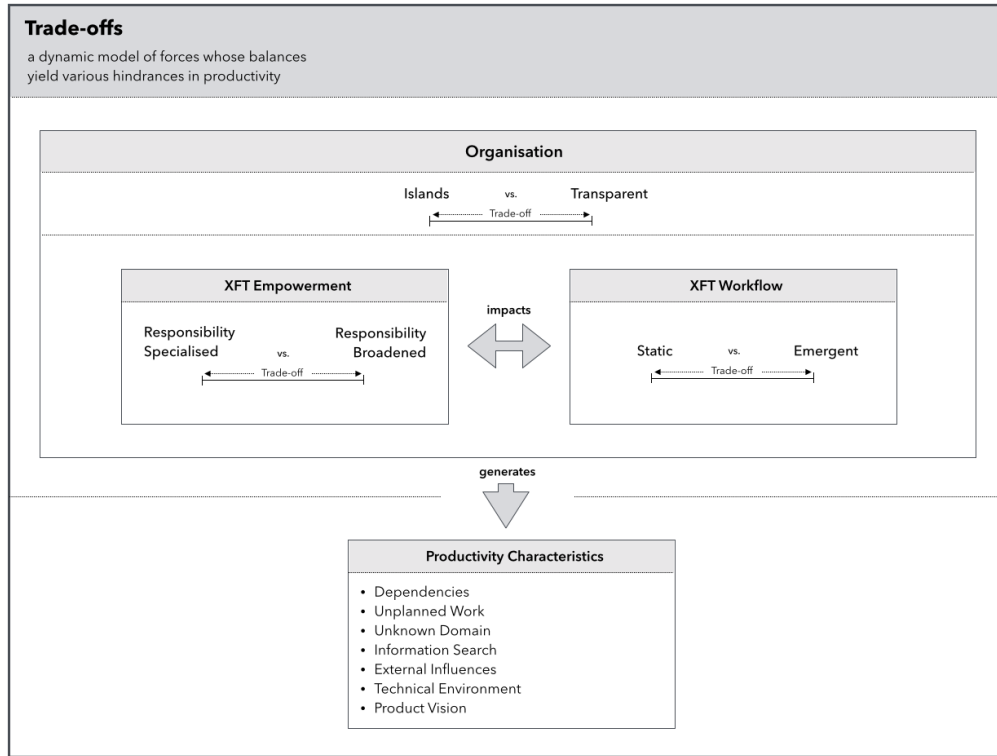 Trade-offs
a dynamic model of forces whose balances
yield various hindrances in productivity
Organisation
Islands vs. Transparent
Trade-off
XFT Empowerment
Responsibility Specialised vs. Responsibility Broadened
Trade-off
impacts
XFT Workflow
Static vs. Emergent
Trade-off
generates
Productivity Characteristics
• Dependencies
• Unplanned Work
• Unknown Domain
• Information Search
• External Influences
• Technical Environment
• Product Vision